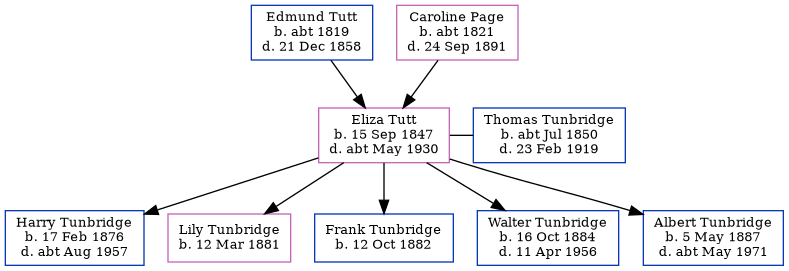 Edmund Tutt
b. abt 1819
d. 21 Dec 1858
Caroline Page
b. abt 1821
d. 24 Sep 1891
Eliza Tutt
b. 15 Sep 1847
d. abt May 1930
Thomas Tunbridge
b. abt Jul 1850
d. 23 Feb 1919
Harry Tunbridge
b. 17 Feb 1876
d. abt Aug 1957
Lily Tunbridge
b. 12 Mar 1881
Frank Tunbridge
b. 12 Oct 1882
Walter Tunbridge
b. 16 Oct 1884
d. 11 Apr 1956
Albert Tunbridge
b. 5 May 1887
d. abt May 1971